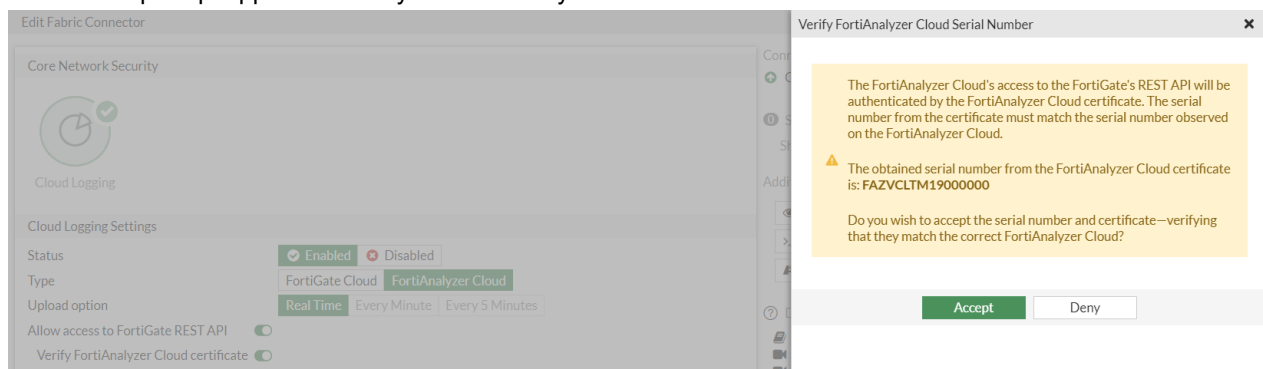 Edit Fabric Connector
Core Network Security
Cloud Logging
Cloud Logging Settings
Status
Enabled Disabled
Type
FortiGate Cloud FortiAnalyzer Cloud
Upload option
Real Time Every Minute Every 5 Minutes
Allow access to FortiGate REST API
Verify FortiAnalyzer Cloud certificate
Verify FortiAnalyzer Cloud Serial Number
The FortiAnalyzer Cloud's access to the FortiGate's REST API will be
authenticated by the FortiAnalyzer Cloud certificate. The serial
number from the certificate must match the serial number observed
on the FortiAnalyzer Cloud.
The obtained serial number from the FortiAnalyzer Cloud certificate
is: FAZVCLTM19000000
Do you wish to accept the serial number and certificate—verifying
that they match the correct FortiAnalyzer Cloud?
Accept Deny